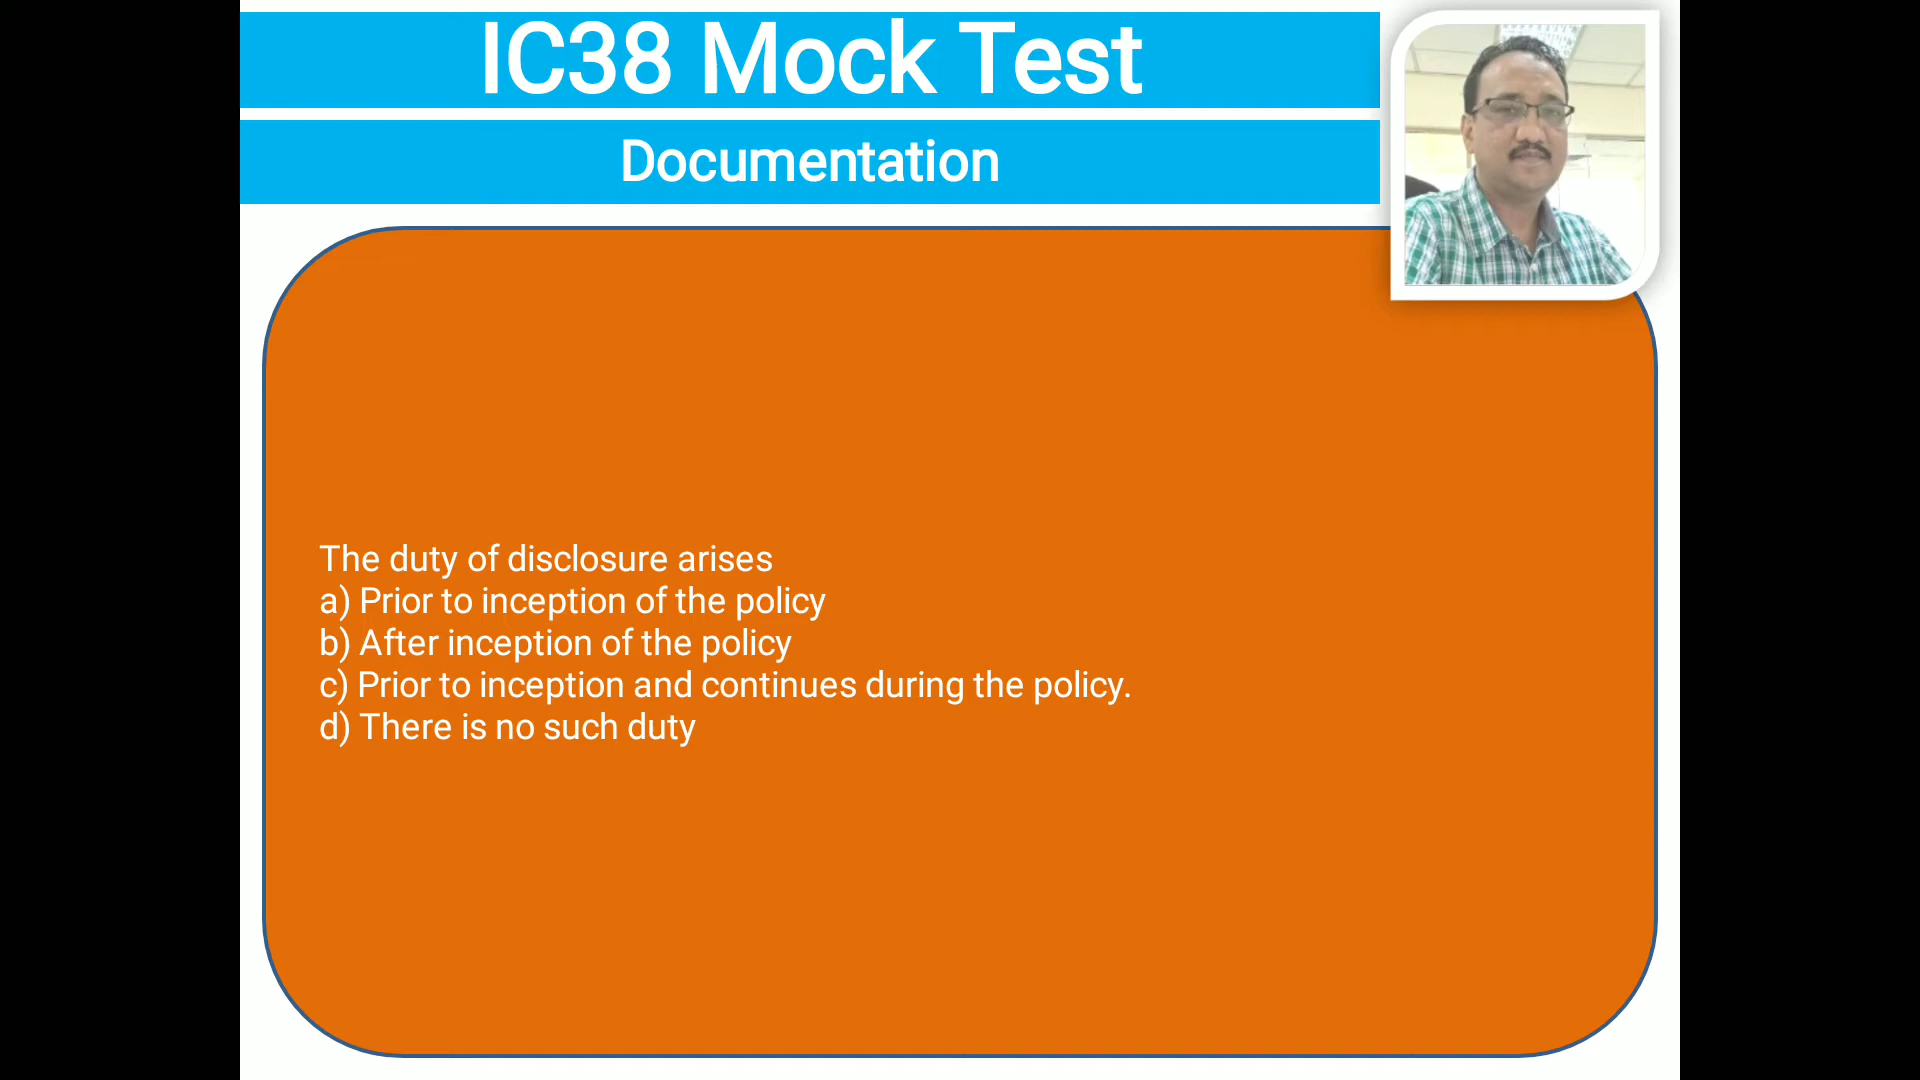 IC38 Mock Test
Documentation
The duty of disclosure arises
a) Prior to inception of the policy
b) After inception of the policy
c) Prior to inception and continues during the policy.
d) There is no such duty